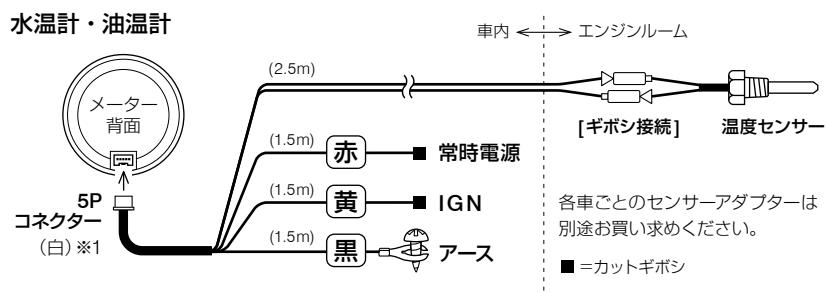 水温計・油温計
車内
エンジンルーム
(2.5m)
メーター
背面
[ギボシ接続]
温度センサー
(1.5m)
赤
常時電源
5P
コネクター
(白)※1
(1.5m)
黄
IGN
(1.5m)
黒
アース
各車ごとのセンサーアダプターは
別途お買い求めください。
■=カットギボシ